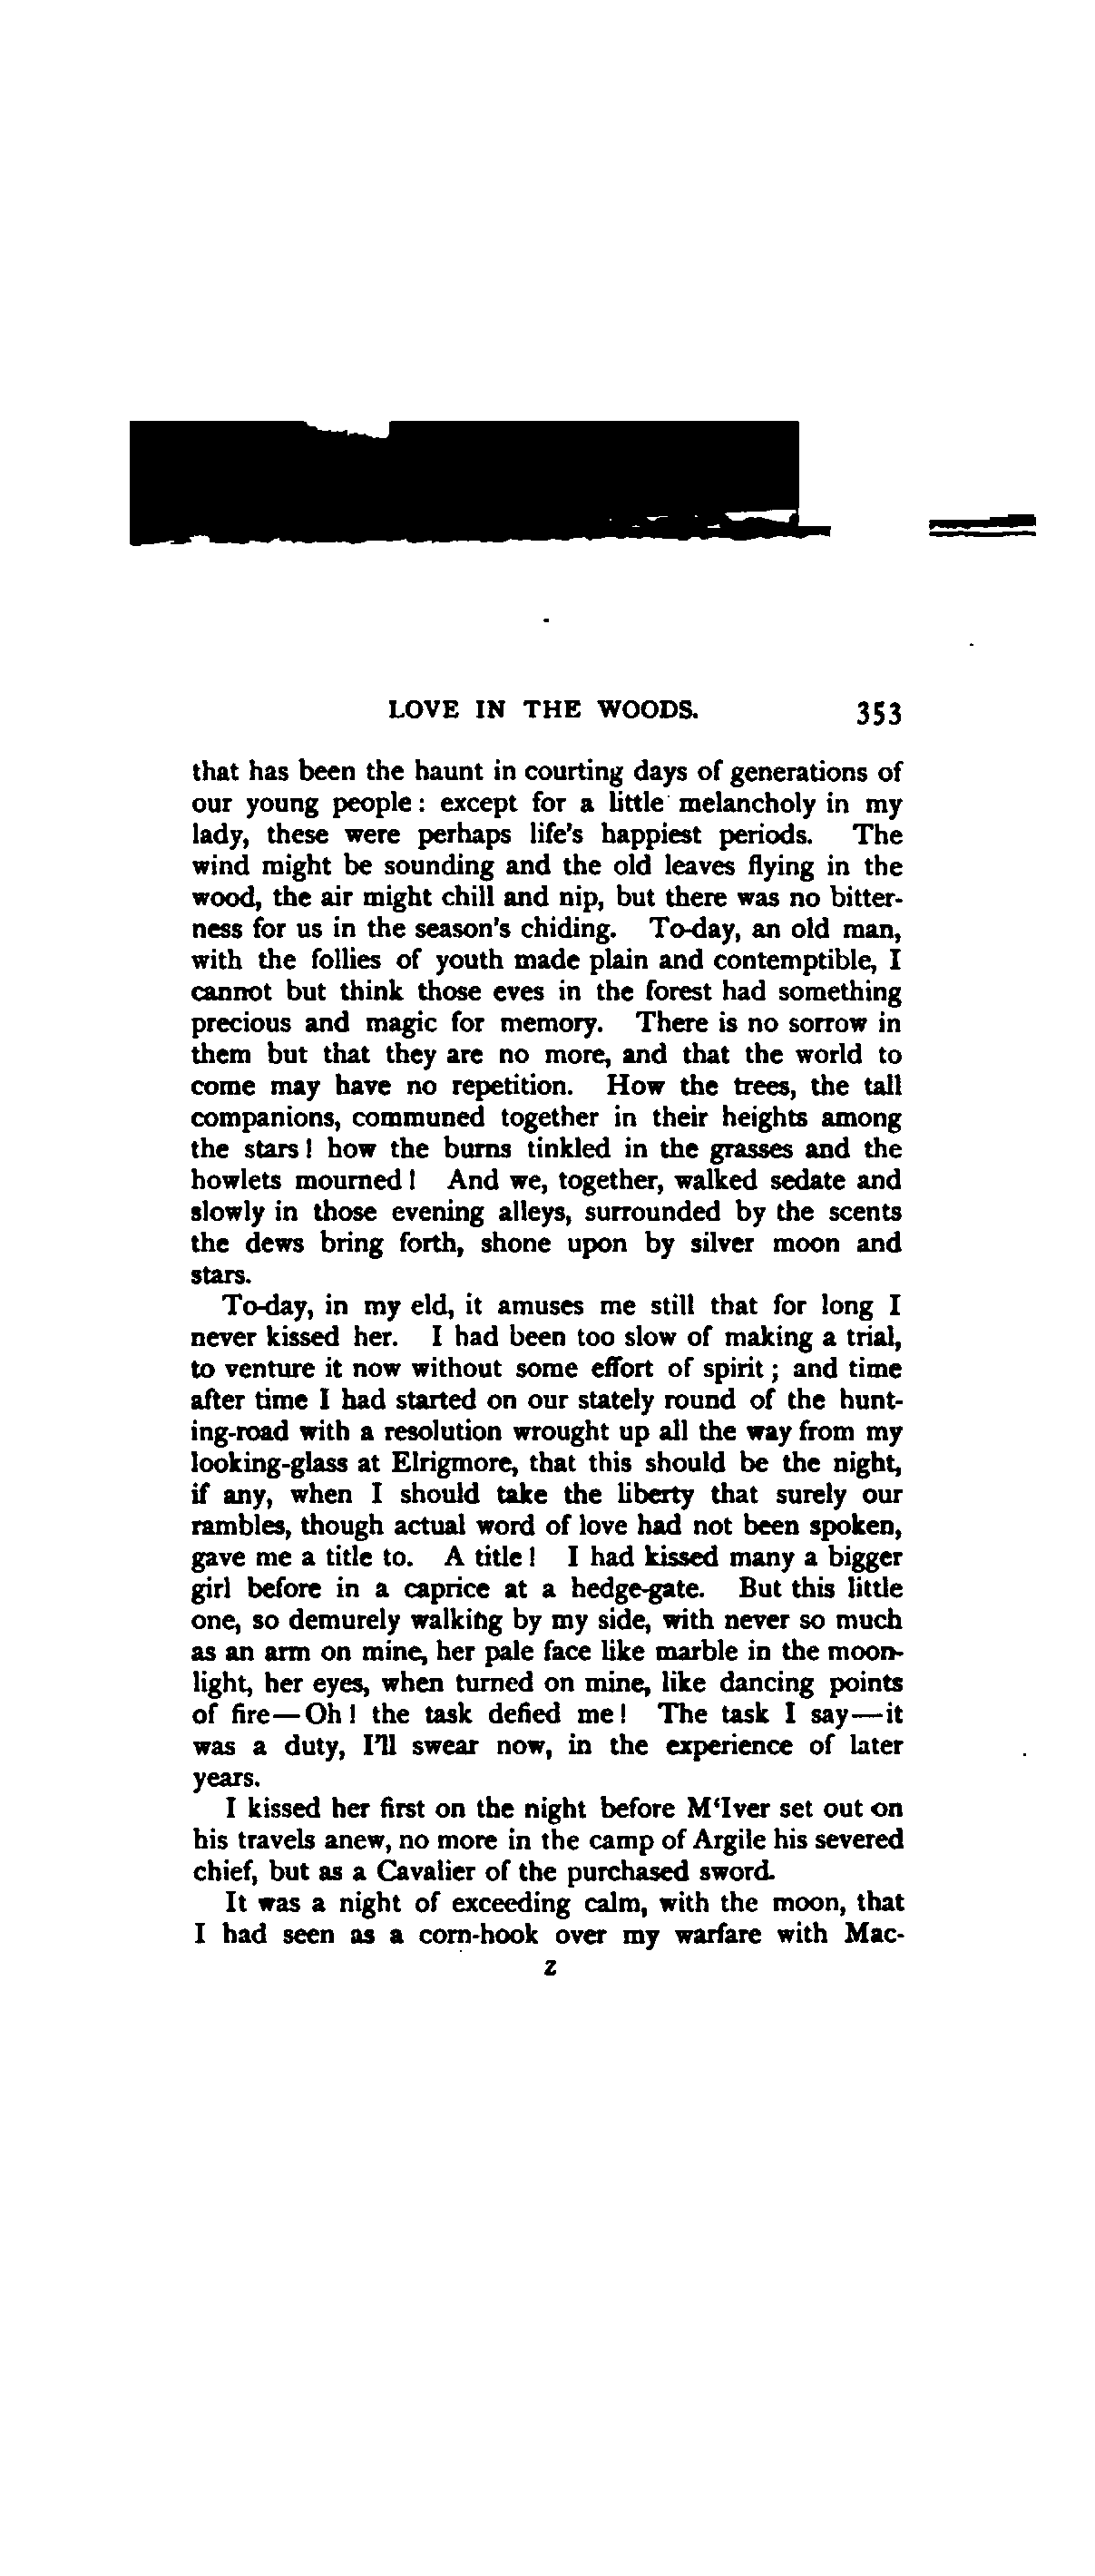 LOVE IN THE WOODS. 353
that has been the haunt in courting days of generations of
our young people: except for a little melancholy in my
lady, these were perhaps life's happiest periods. The
wind might be sounding and the old leaves flying in the
wood, the air might chill and nip, but there was no bitter-
ness for us in the season's chiding. To-day, an old man,
with the follies of youth made plain and contemptible, I
cannot but think those eves in the forest had something
precious and magic for memory. There is no sorrow in
them but that they are no more, and that the world to
come may have no repetition. How the trees, the tall
companions, communed together in their heights among
the stars! how the burns tinkled in the grasses and the
howlets mourned! And we, together, walked sedate and
slowly in those evening alleys, surrounded by the scents
the dews bring forth, shone upon by silver moon and
stars.
To-day, in my eld, it amuses me still that for long I
never kissed her. I had been too slow of making a trial,
to venture it now without some effort of spirit; and time
after time I had started on our stately round of the hunt-
ing-road with a resolution wrought up all the way from my
looking-glass at Elrigmore, that this should be the night,
if any, when I should take the liberty that surely our
rambles, though actual word of love had not been spoken,
gave me a title to. A title! I had kissed many a bigger
girl before in a caprice at a hedge-gate. But this little
one, so demurely walking by my side, with never so much
as an arm on mine, her pale face like marble in the moon-
light, her eyes, when turned on mine, like dancing points
of fire—Oh! the task defied me! The task I say—it
was a duty, I'll swear now, in the experience of later
years.
I kissed her first on the night before M‘Iver set out on
his travels anew, no more in the camp of Argile his severed
chief, but as a Cavalier of the purchased sword.
It was a night of exceeding calm, with the moon, that
I had seen as a corn-hook over my warfare with Mac-
Z